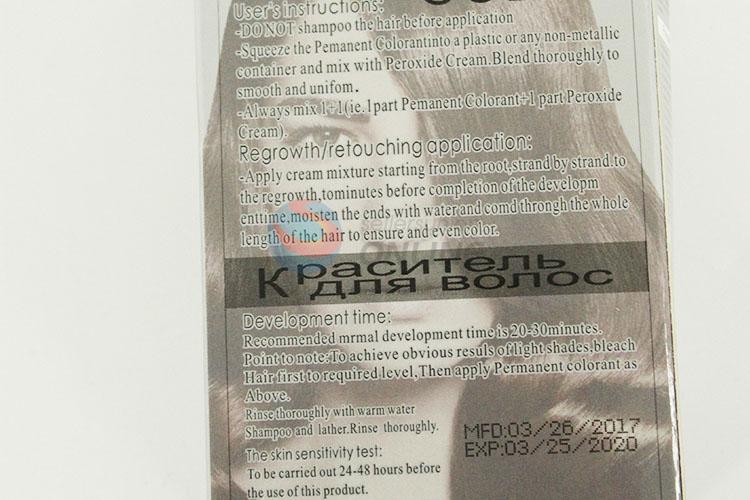 User's instructions:
-DO NOT shampoo the hair before application
-Squeeze the Pemanent Colorantinto a plastic or any non-metallic
container and mix with Peroxide Cream.Blend thoroughly to
smooth and unifom.
-Always mix 1+1(ie.1part Pemanent Colorant+1 part Peroxide
Cream).
Regrowth/retouching application:
-Apply cream mixture starting from the root,strand by strand.to
the regrowth,tominutes before completion of the developm
enttime,moisten the ends with water and comd throngh the whole
length of the hair to ensure and even color.
Краситель
для волос
Development time:
Recommended mrmal development time is 20-30minutes.
Point to note:To achieve obvious resuls of light shades,bleach
Hair first to required level,Then apply Permanent colorant as
Above.
Rinse thoroughly with warm water
Shampoo and lather.Rinse thoroughly.
MFD:03/26/2017
EXP:03/25/2020
The skin sensitivity test:
To be carried out 24-48 hours before
the use of this product.